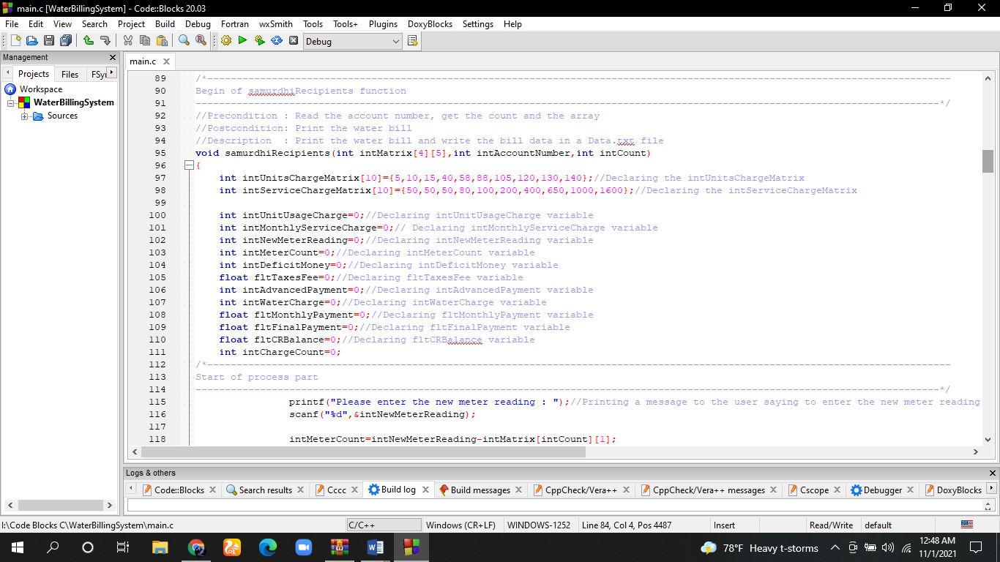 main.c [WaterBillingSystem] - Code::Blocks 20.03
File Edit View Search Project Build Debug Fortran wxSmith Tools Tools+ Plugins DoxyBlocks Settings Help
Debug
Management
Projects Files FSy
Workspace
WaterBillingSystem
Sources
main.c
89 /*-------------------------------------------------------------------------------------------------------------------------------
90 Begin of samurdhiRecipients function
91 -------------------------------------------------------------------------------------------------------------------------------*/
92 //Precondition : Read the account number, get the count and the array
93 //Postcondition: Print the water bill
94 //Description  : Print the water bill and write the bill data in a Data.txt file
95 void samurdhiRecipients(int intMatrix[4][5],int intAccountNumber,int intCount)
96 {
97 int intUnitsChargeMatrix[10]={5,10,15,40,58,88,105,120,130,140};//Declaring the intUnitsChargeMatrix
98 int intServiceChargeMatrix[10]={50,50,50,80,100,200,400,650,1000,1600};//Declaring the intServiceChargeMatrix
99
100 int intUnitUsageCharge=0;//Declaring intUnitUsageCharge variable
101 int intMonthlyServiceCharge=0;// Declaring intMonthlyServiceCharge variable
102 int intNewMeterReading=0;//Declaring intNewMeterReading variable
103 int intMeterCount=0;//Declaring intMeterCount variable
104 int intDeficitMoney=0;//Declaring intDeficitMoney variable
105 float fltTaxesFee=0;//Declaring fltTaxesFee variable
106 int intAdvancedPayment=0;//Declaring intAdvancedPayment variable
107 int intWaterCharge=0;//Declaring intWaterCharge variable
108 float fltMonthlyPayment=0;//Declaring fltMonthlyPayment variable
109 float fltFinalPayment=0;//Declaring fltFinalPayment variable
110 float fltCRBalance=0;//Declaring fltCRBalance variable
111 int intChargeCount=0;
112 /*-------------------------------------------------------------------------------------------------------------------------------
113 Start of process part
114 -------------------------------------------------------------------------------------------------------------------------------*/
115 printf("Please enter the new meter reading : ");//Printing a message to the user saying to enter the new meter reading
116 scanf("%d",&intNewMeterReading);
117
118 intMeterCount=intNewMeterReading-intMatrix[intCount][1];
Logs & others
Code::Blocks Search results Cccc Build log Build messages CppCheck/Vera++ CppCheck/Vera++ messages Cscope Debugger DoxyBlocks
I:\Code Blocks C\WaterBillingSystem\main.c C/C++ Windows (CR+LF) WINDOWS-1252 Line 84, Col 4, Pos 4487 Insert Read/Write default
78°F Heavy t-storms
12:48 AM
11/1/2021